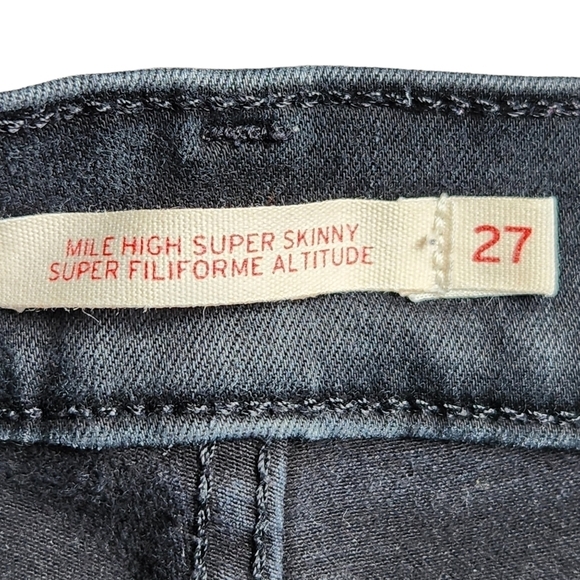 MILE HIGH SUPER SKINNY
SUPER FILIFORME ALTITUDE
27